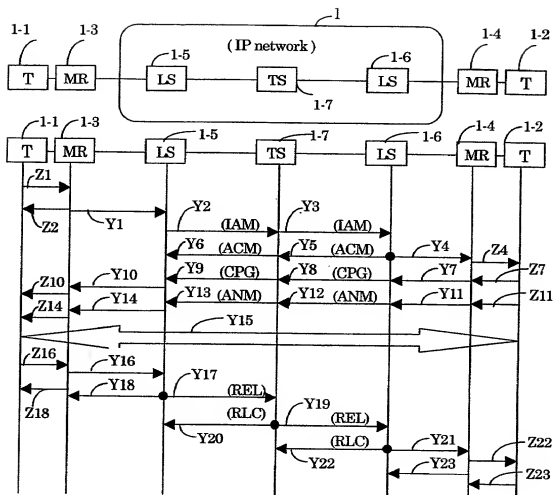 1
1-1 1-3 1-5 (IP network) 1-6 1-4 1-2
T MR LS TS LS MR T
1-7
1-1 1-3 1-5 1-7 1-6 1-4 1-2
T MR LS TS LS MR T
Z1
Z2 Y1 Y2 (IAM) Y3 (IAM)
Y6 (ACM) Y5 (ACM) Y4 Z4
Z10 Y10 Y9 (CPG) Y8 (CPG) Y7 Z7
Z14 Y14 Y13 (ANM) Y12 (ANM) Y11 Z11
Y15
Z16 Y16
Z18 Y18 Y17 (REL)
Y20 (RLC) Y19 (REL)
Y22 (RLC) Y21 Z22
Y23 Z23